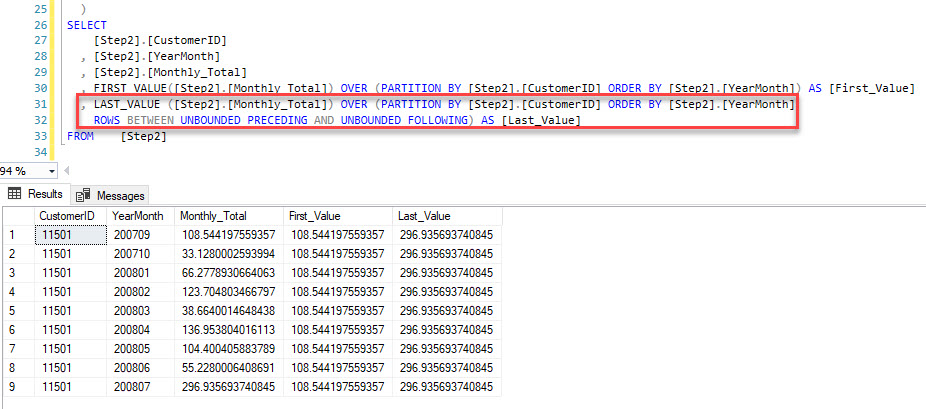 25 )
26 SELECT
27 [Step2].[CustomerID]
28 , [Step2].[YearMonth]
29 , [Step2].[Monthly_Total]
30 , FIRST_VALUE([Step2].[Monthly_Total]) OVER (PARTITION BY [Step2].[CustomerID] ORDER BY [Step2].[YearMonth]) AS [First_Value]
31 , LAST_VALUE ([Step2].[Monthly_Total]) OVER (PARTITION BY [Step2].[CustomerID] ORDER BY [Step2].[YearMonth]
32 ROWS BETWEEN UNBOUNDED PRECEDING AND UNBOUNDED FOLLOWING) AS [Last_Value]
33 FROM [Step2]
34
94 %
Results Messages
CustomerID YearMonth Monthly_Total First_Value Last_Value
1 11501 200709 108.544197559357 108.544197559357 296.935693740845
2 11501 200710 33.1280002593994 108.544197559357 296.935693740845
3 11501 200801 66.2778930664063 108.544197559357 296.935693740845
4 11501 200802 123.704803466797 108.544197559357 296.935693740845
5 11501 200803 38.6640014648438 108.544197559357 296.935693740845
6 11501 200804 136.953804016113 108.544197559357 296.935693740845
7 11501 200805 104.400405883789 108.544197559357 296.935693740845
8 11501 200806 55.2280006408691 108.544197559357 296.935693740845
9 11501 200807 296.935693740845 108.544197559357 296.935693740845